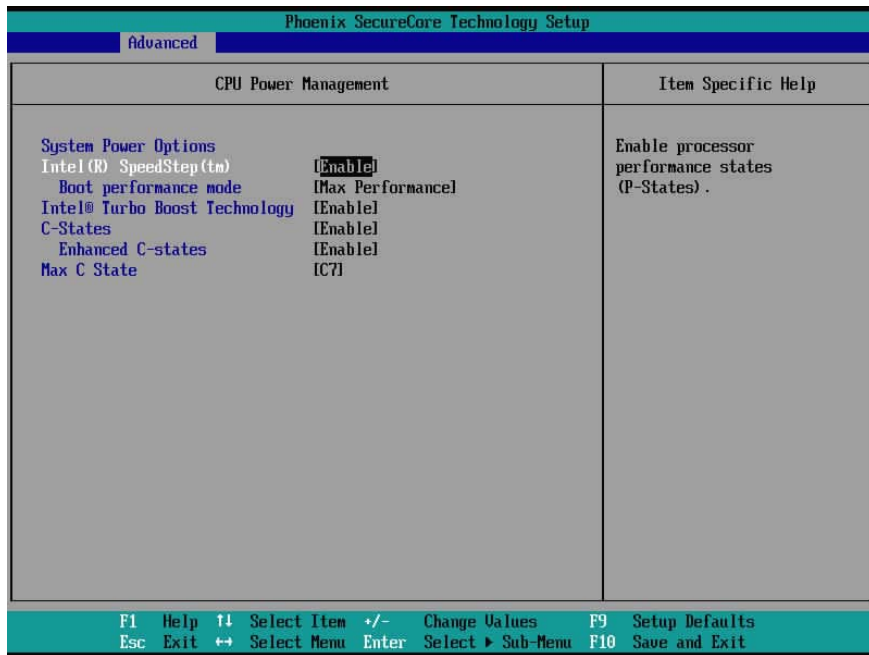 Phoenix SecureCore Technology Setup
Advanced
CPU Power Management
Item Specific Help
System Power Options
Intel(R) SpeedStep(tm) [Enable]
Boot performance mode [Max Performance]
Intel® Turbo Boost Technology [Enable]
C-States [Enable]
Enhanced C-states [Enable]
Max C State [C7]
Enable processor
performance states
(P-States).
F1 Help ↑↓ Select Item +/- Change Values F9 Setup Defaults
Esc Exit ↔ Select Menu Enter Select ▶ Sub-Menu F10 Save and Exit